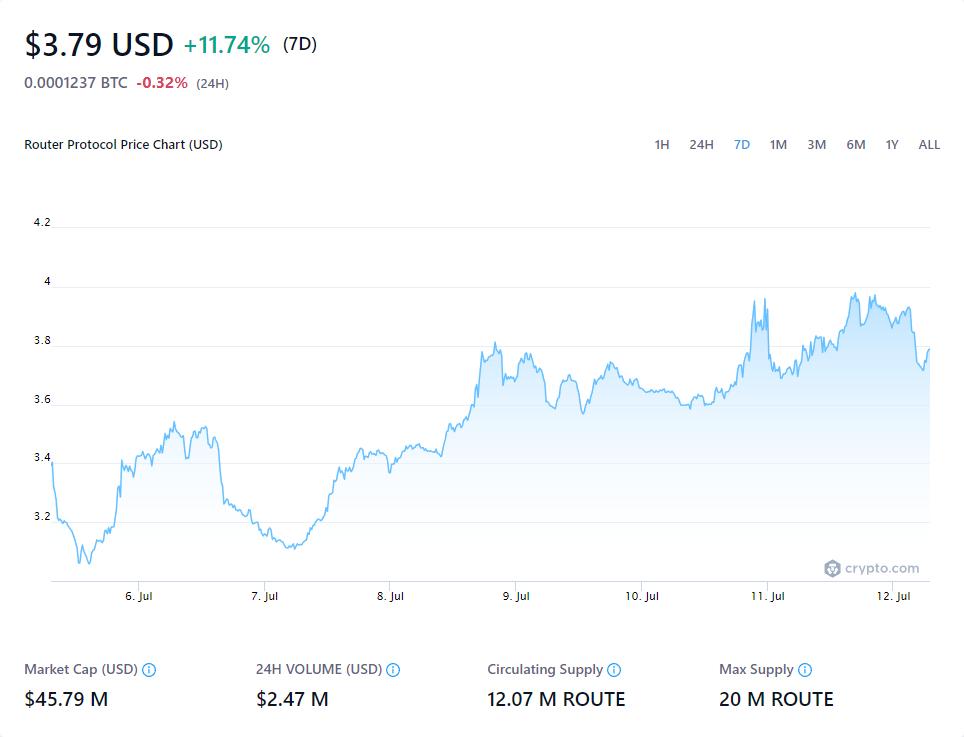 $3.79 USD +11.74% (7D)
0.0001237 BTC -0.32% (24H)
Router Protocol Price Chart (USD)
1H 24H 7D 1M 3M 6M 1Y ALL
4.2
4
3.8
3.6
3.4
3.2
crypto.com
6. Jul 7. Jul 8. Jul 9. Jul 10. Jul 11. Jul 12. Jul
Market Cap (USD) 24H VOLUME (USD) Circulating Supply Max Supply
$45.79 M $2.47 M 12.07 M ROUTE 20 M ROUTE